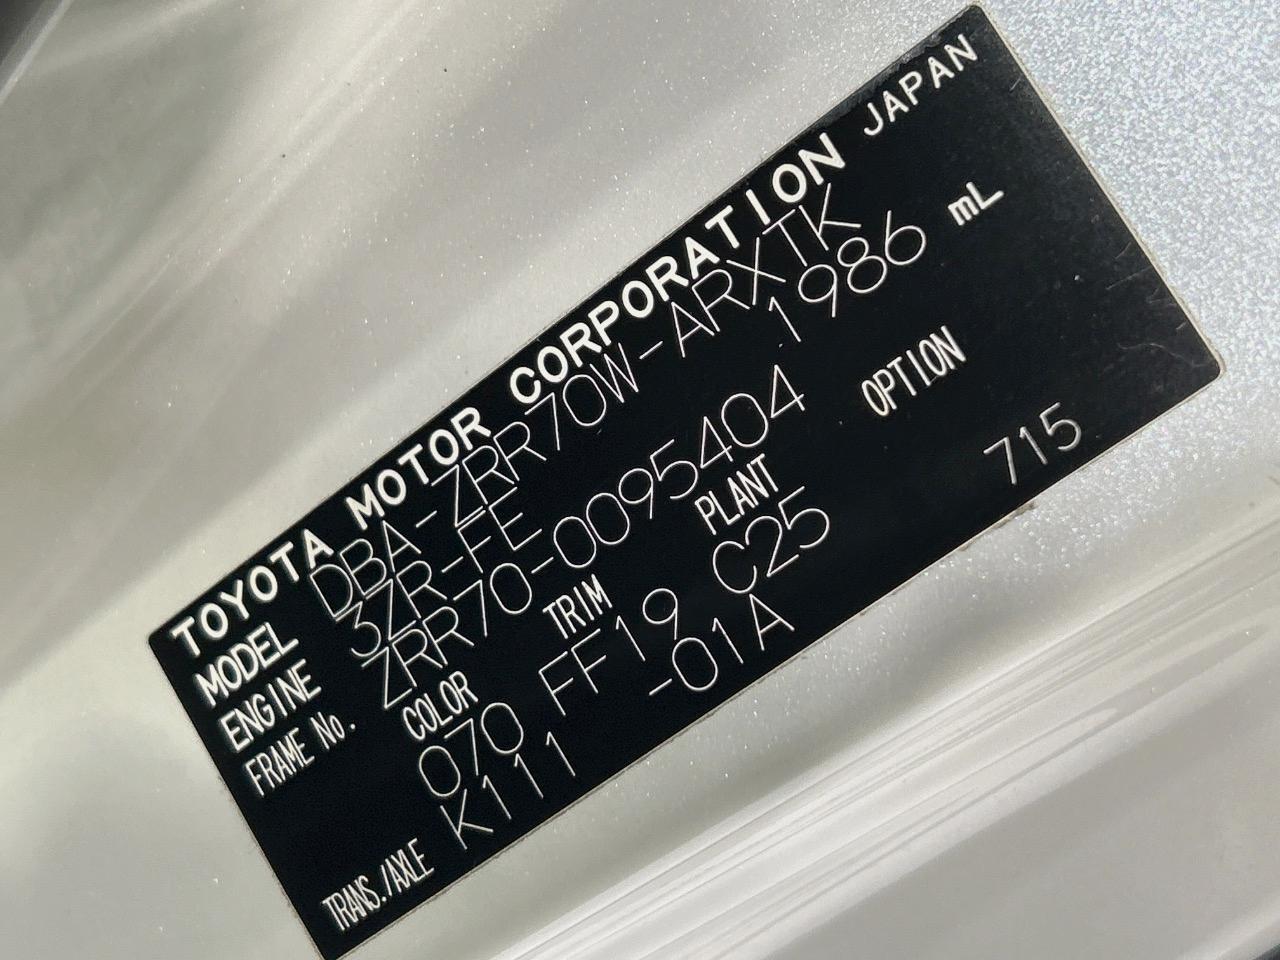 TOYOTA MOTOR CORPORATION JAPAN
MODEL DBA-ZRR70W-ARXTK
ENGINE 3ZR-FE 1986 mL
FRAME No. ZRR70-0095404
COLOR TRIM PLANT OPTION
070 FF19 C25 715
TRANS./AXLE K111 -01A